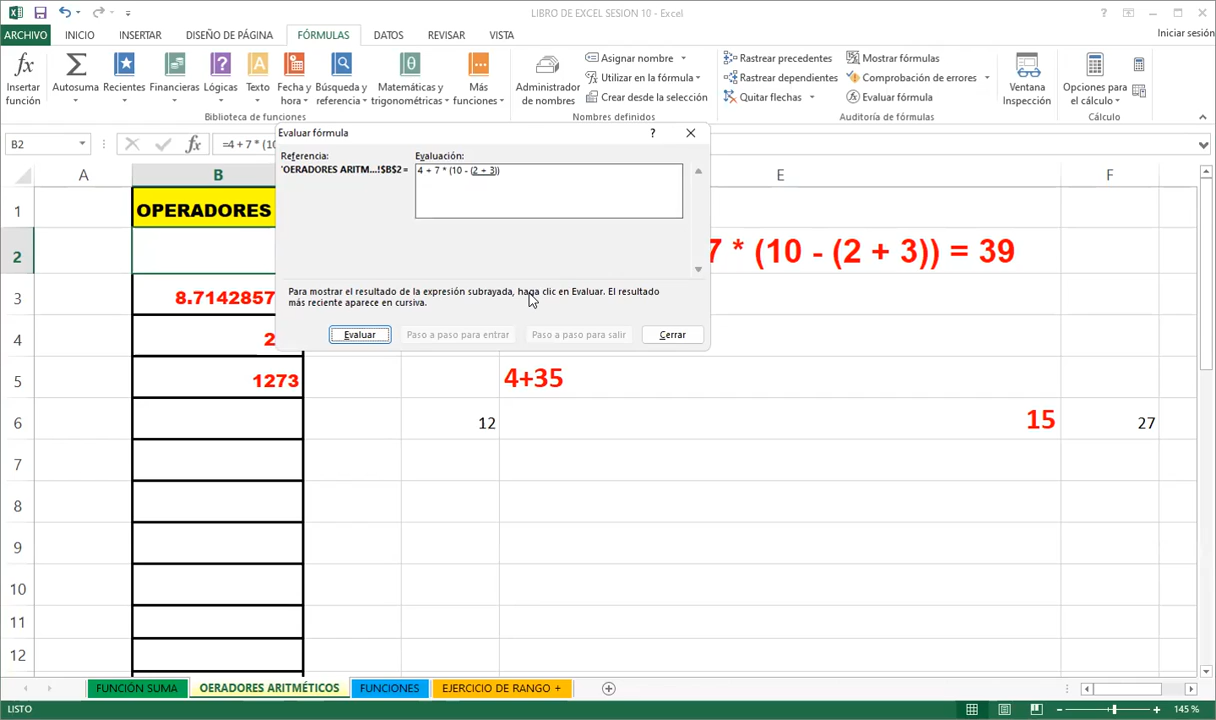 LIBRO DE EXCEL SESION 10 - Excel
ARCHIVO INICIO INSERTAR DISEÑO DE PÁGINA FÓRMULAS DATOS REVISAR VISTA Iniciar sesión
Insertar función
Autosuma
Recientes
Financieras
Lógicas
Texto
Fecha y hora
Búsqueda y referencia
Matemáticas y trigonométricas
Más funciones
Biblioteca de funciones
Administrador de nombres
Asignar nombre
Utilizar en la fórmula
Crear desde la selección
Nombres definidos
Rastrear precedentes
Rastrear dependientes
Quitar flechas
Mostrar fórmulas
Comprobación de errores
Evaluar fórmula
Auditoría de fórmulas
Ventana Inspección
Opciones para el cálculo
Cálculo
B2 fx =4 + 7 * (10
Evaluar fórmula ?
Referencia: Evaluación:
'OERADORES ARITM...!$B$2 = 4 + 7 * (10 - (2 + 3))
Para mostrar el resultado de la expresión subrayada, haga clic en Evaluar. El resultado
más reciente aparece en cursiva.
Evaluar Paso a paso para entrar Paso a paso para salir Cerrar
A B E F
1 OPERADORES
2 7 * (10 - (2 + 3)) = 39
3 8.7142857
4 2
5 1273 4+35
6 12 15 27
7
8
9
10
11
12
FUNCIÓN SUMA OERADORES ARITMÉTICOS FUNCIONES EJERCICIO DE RANGO +
LISTO 145 %